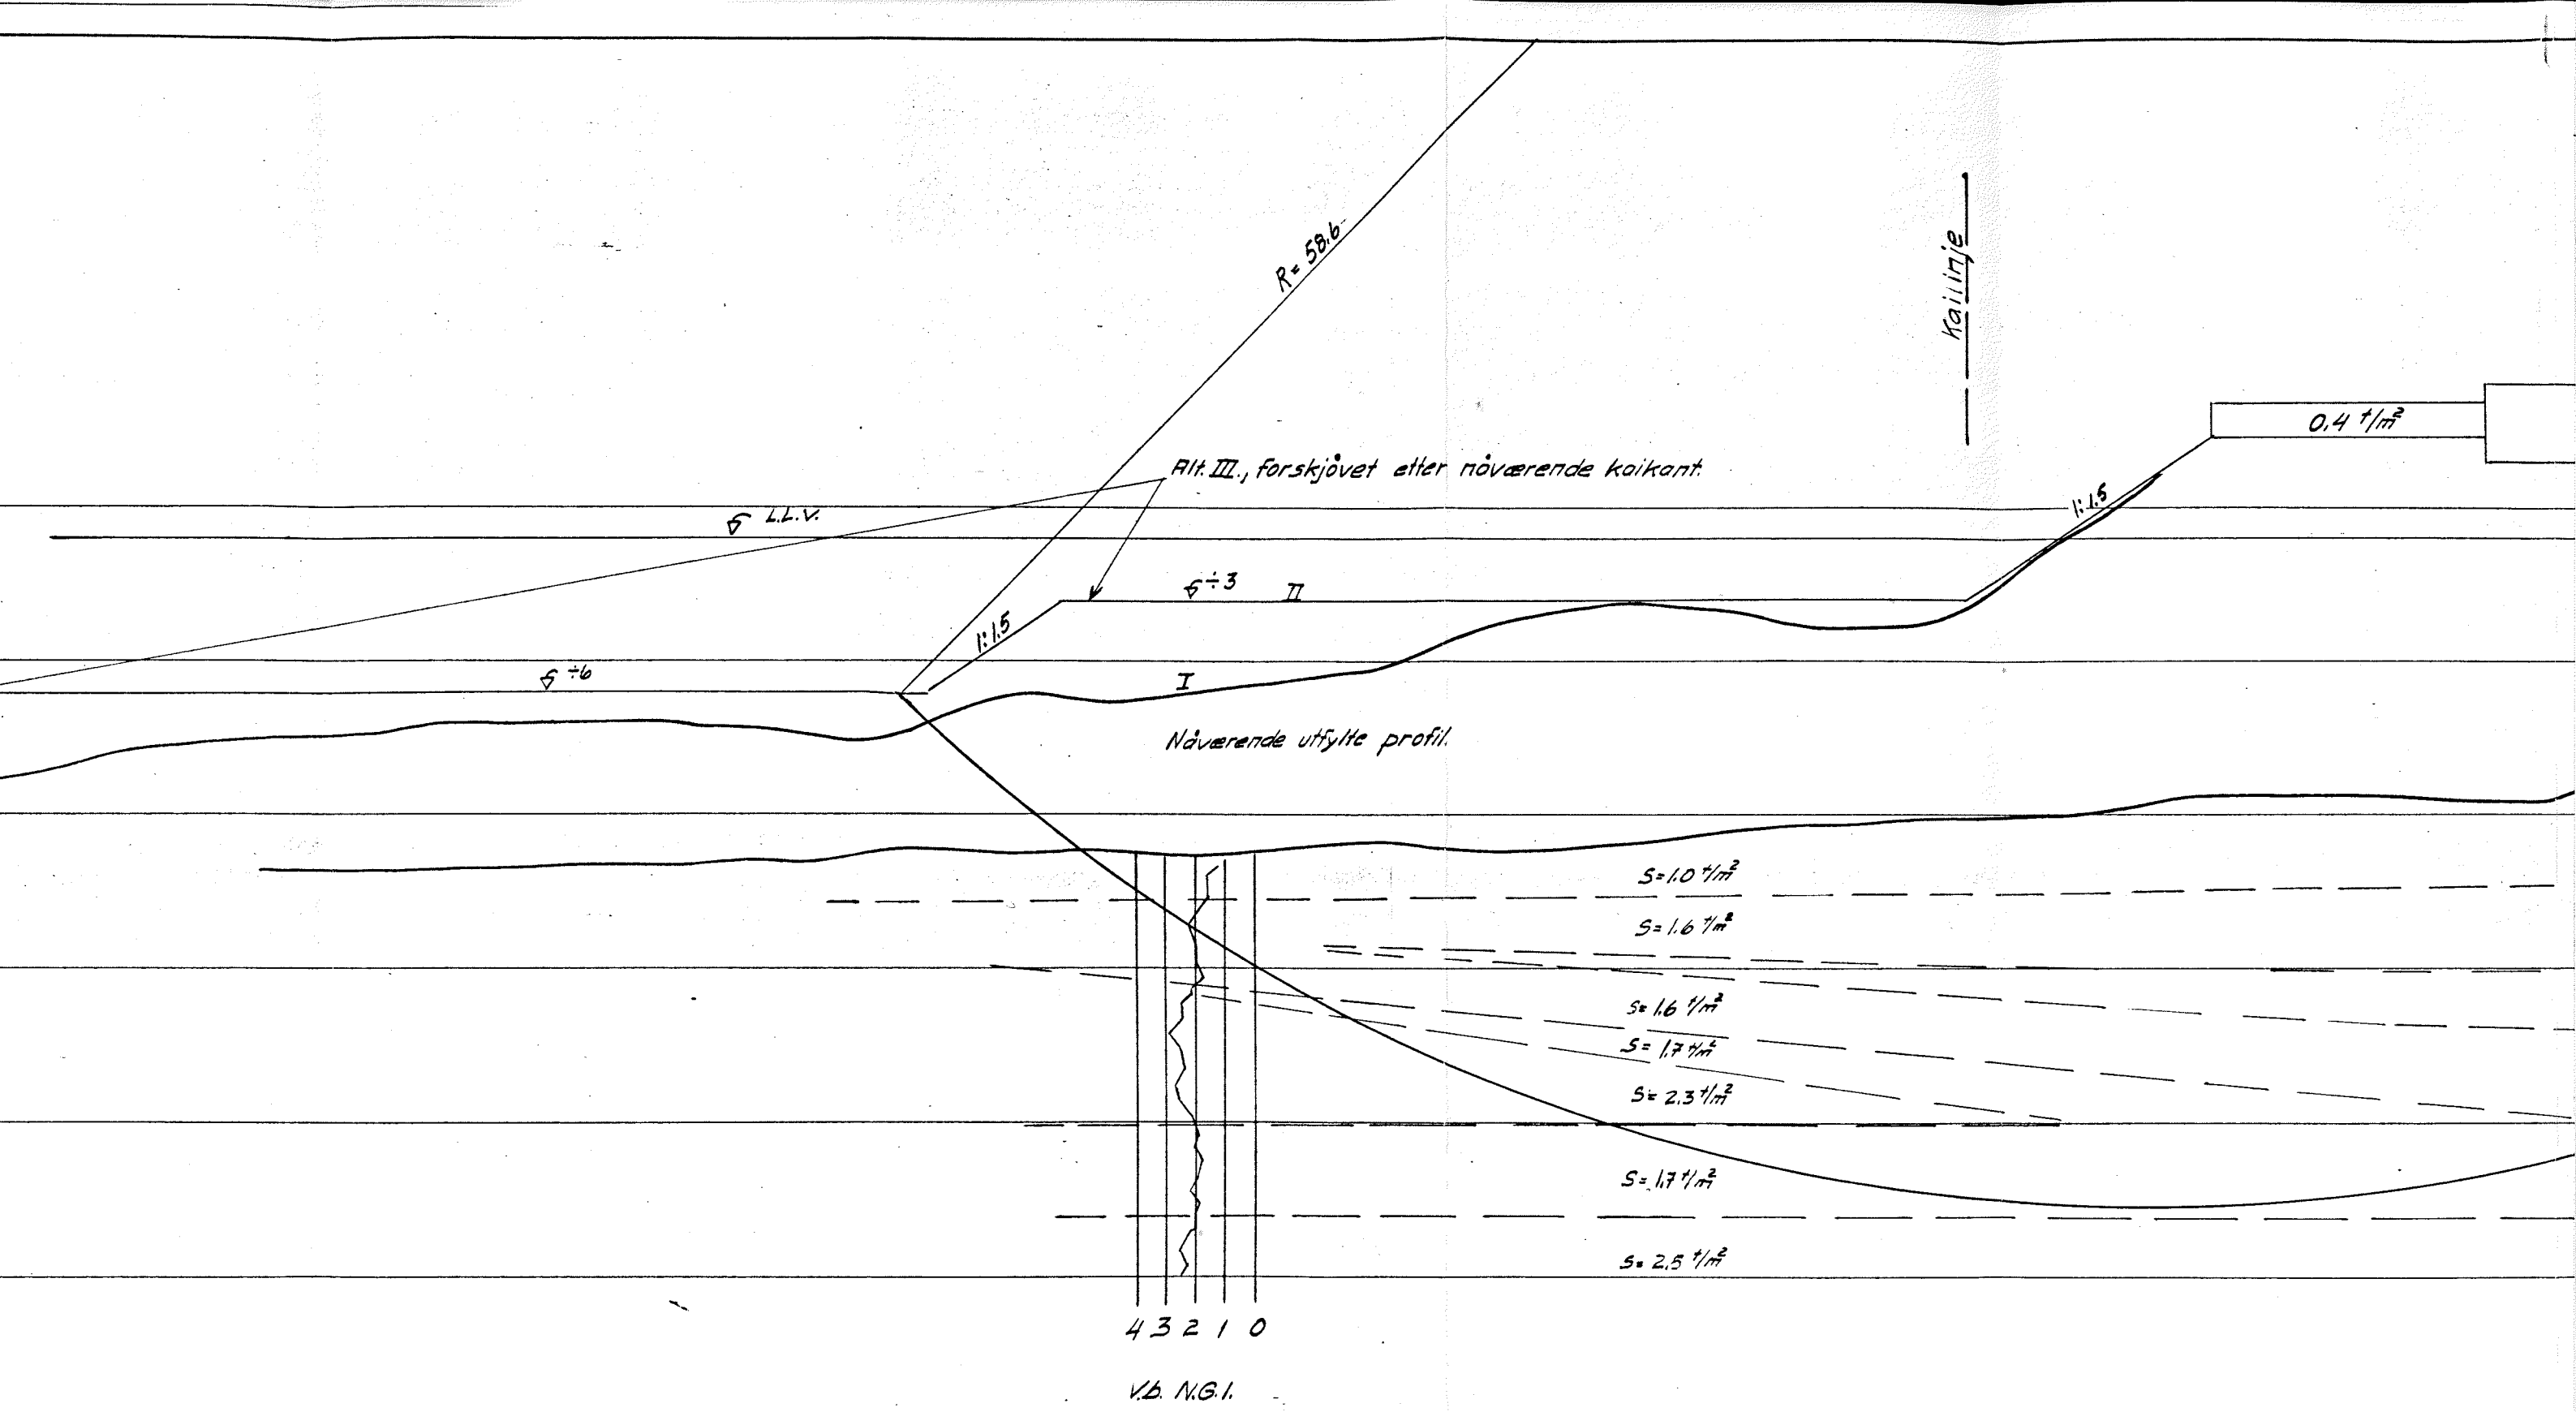 R= 58.6
Kailinje
0.4 t/m²
Alt. III., forskjøvet etter nåværende kaikant.
L.L.V.
1:1.5
÷3 II
1:1.5
÷6
I
Nåværende utfylte profil.
S=1.0 t/m²
S=1.6 t/m²
S=1.6 t/m²
S=1.7 t/m²
S=2.3 t/m²
S=1.7 t/m²
S=2.5 t/m²
4 3 2 1 0
V.b. N.G.I.